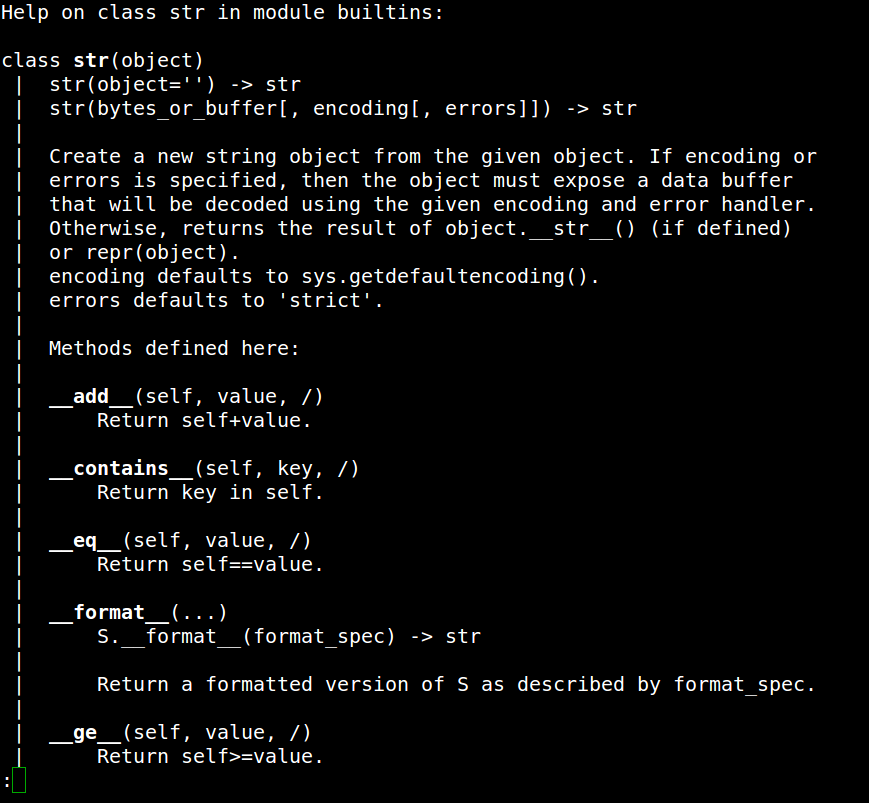 Help on class str in module builtins:

class str(object)
 |  str(object='') -> str
 |  str(bytes_or_buffer[, encoding[, errors]]) -> str
 |
 |  Create a new string object from the given object. If encoding or
 |  errors is specified, then the object must expose a data buffer
 |  that will be decoded using the given encoding and error handler.
 |  Otherwise, returns the result of object.__str__() (if defined)
 |  or repr(object).
 |  encoding defaults to sys.getdefaultencoding().
 |  errors defaults to 'strict'.
 |
 |  Methods defined here:
 |
 |  __add__(self, value, /)
 |      Return self+value.
 |
 |  __contains__(self, key, /)
 |      Return key in self.
 |
 |  __eq__(self, value, /)
 |      Return self==value.
 |
 |  __format__(...)
 |      S.__format__(format_spec) -> str
 |
 |      Return a formatted version of S as described by format_spec.
 |
 |  __ge__(self, value, /)
 |      Return self>=value.
: